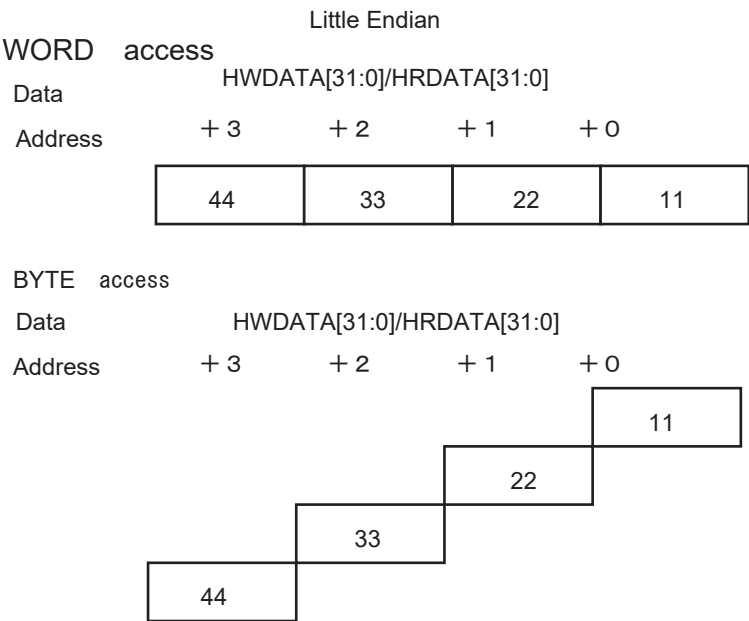 Little Endian
WORD access
Data HWDATA[31:0]/HRDATA[31:0]
Address ＋３ ＋２ ＋１ ＋０
44 33 22 11
BYTE access
Data HWDATA[31:0]/HRDATA[31:0]
Address ＋３ ＋２ ＋１ ＋０
11
22
33
44